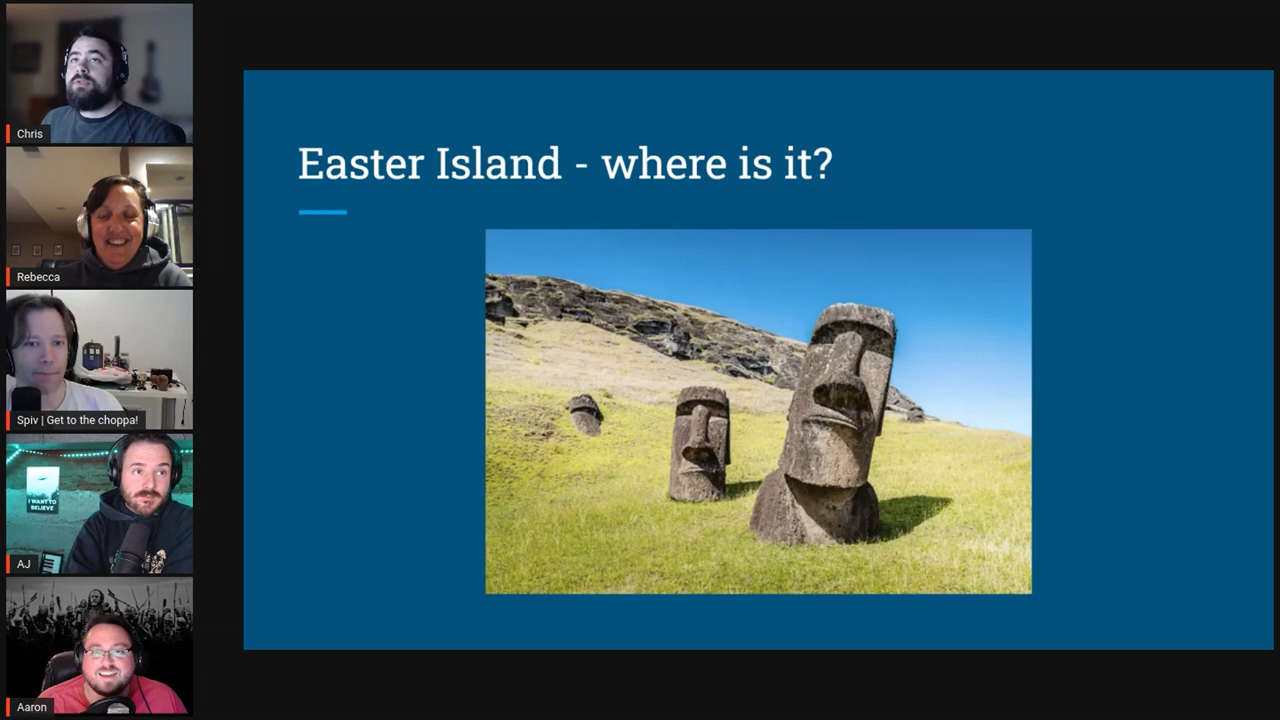 Chris
Easter Island - where is it?
Rebecca
Spiv | Get to the choppa!
I WANT TO
BELIEVE
AJ
Aaron